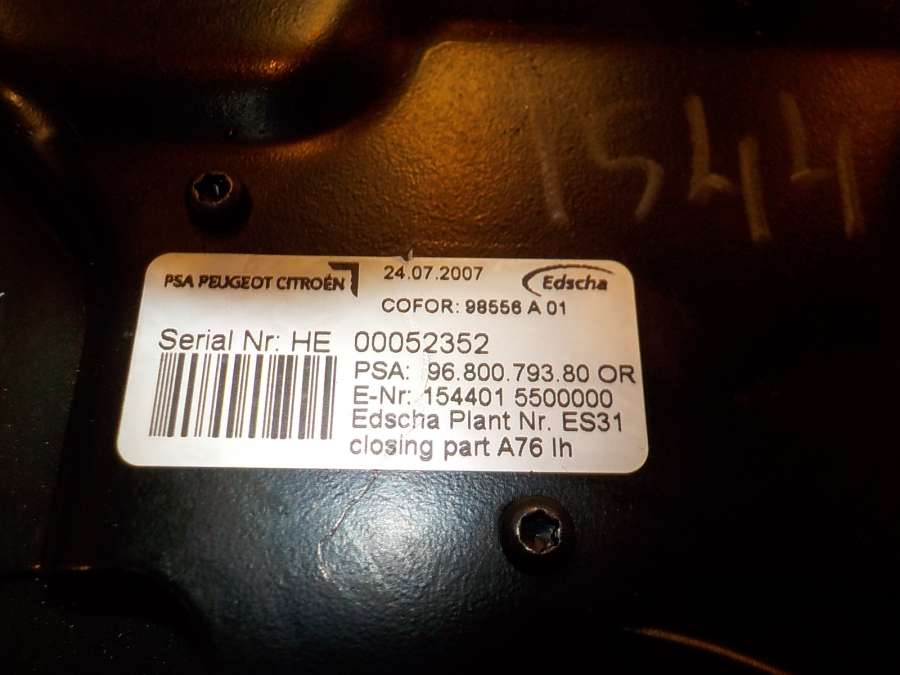 1544
PSA PEUGEOT CITROËN
24.07.2007
Edscha
COFOR: 98556 A 01
Serial Nr: HE 00052352
PSA: 96.800.793.80 OR
E-Nr: 154401 5500000
Edscha Plant Nr. ES31
closing part A76 lh